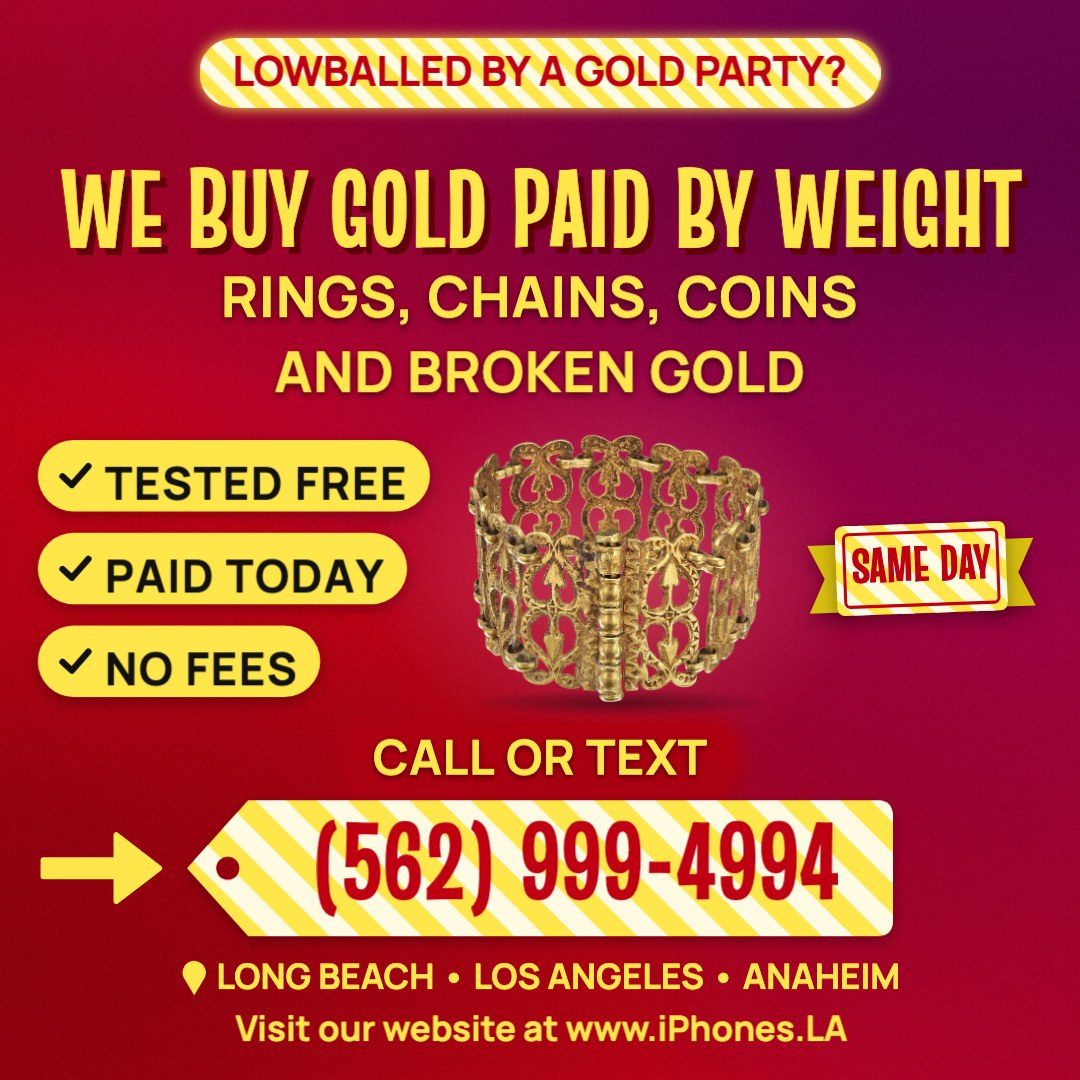 LOWBALLED BY A GOLD PARTY?
WE BUY GOLD PAID BY WEIGHT
RINGS, CHAINS, COINS
AND BROKEN GOLD
✓ TESTED FREE
✓ PAID TODAY
✓ NO FEES
SAME DAY
CALL OR TEXT
(562) 999-4994
LONG BEACH • LOS ANGELES • ANAHEIM
Visit our website at www.iPhones.LA